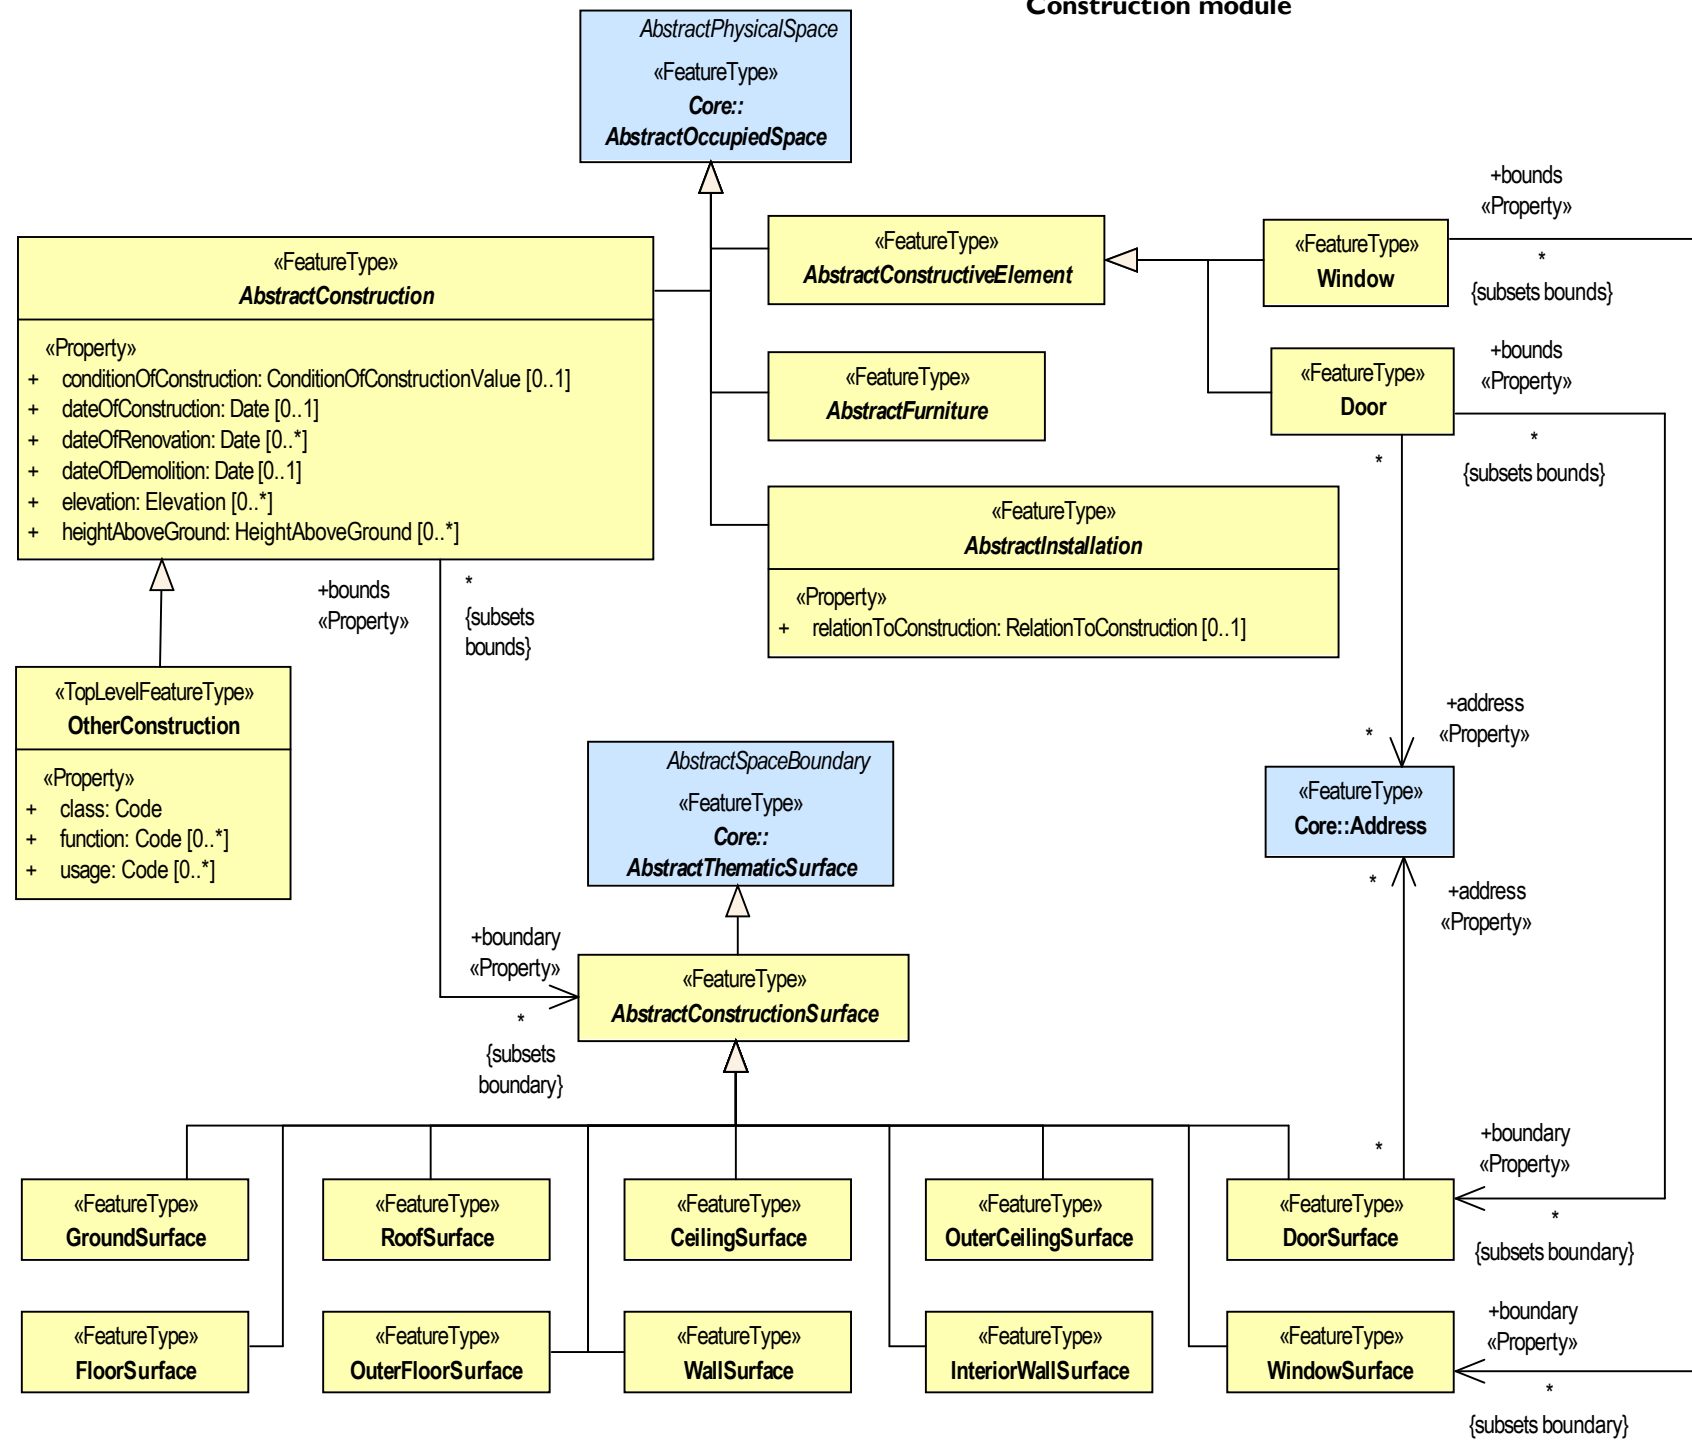 Construction module
AbstractPhysicalSpace
«FeatureType»
Core::
AbstractOccupiedSpace
+bounds
«Property»
*
{subsets bounds}
«FeatureType»
AbstractConstruction
«Property»
+ conditionOfConstruction: ConditionOfConstructionValue [0..1]
+ dateOfConstruction: Date [0..1]
+ dateOfRenovation: Date [0..*]
+ dateOfDemolition: Date [0..1]
+ elevation: Elevation [0..*]
+ heightAboveGround: HeightAboveGround [0..*]
«FeatureType»
AbstractConstructiveElement
«FeatureType»
Window
«FeatureType»
AbstractFurniture
«FeatureType»
Door
+bounds
«Property»
*
{subsets bounds}
*
«FeatureType»
AbstractInstallation
«Property»
+ relationToConstruction: RelationToConstruction [0..1]
+bounds
«Property»
*
{subsets
bounds}
«TopLevelFeatureType»
OtherConstruction
«Property»
+ class: Code
+ function: Code [0..*]
+ usage: Code [0..*]
+address
«Property»
*
AbstractSpaceBoundary
«FeatureType»
Core::
AbstractThematicSurface
«FeatureType»
Core::Address
*
+address
«Property»
+boundary
«Property»
*
{subsets
boundary}
«FeatureType»
AbstractConstructionSurface
*
+boundary
«Property»
*
{subsets boundary}
«FeatureType»
GroundSurface
«FeatureType»
RoofSurface
«FeatureType»
CeilingSurface
«FeatureType»
OuterCeilingSurface
«FeatureType»
DoorSurface
«FeatureType»
FloorSurface
«FeatureType»
OuterFloorSurface
«FeatureType»
WallSurface
«FeatureType»
InteriorWallSurface
«FeatureType»
WindowSurface
+boundary
«Property»
*
{subsets boundary}